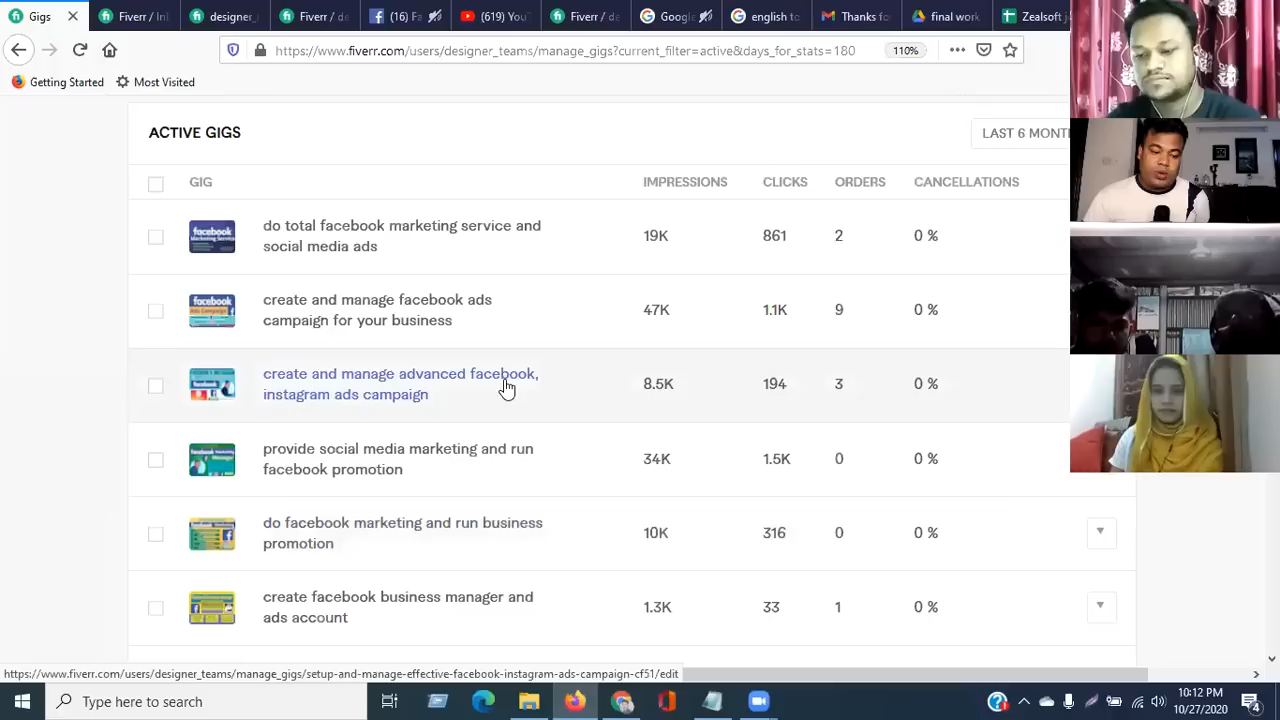 Gigs
Fiverr / In
designer_
Fiverr / de
(16) Fa
(619) You
Fiverr / da
Google
english to
Thanks fo
final work
Zealsoft
https://www.fiverr.com/users/designer_teams/manage_gigs?current_filter=active&days_for_stats=180
110%
Getting Started
Most Visited
ACTIVE GIGS
LAST 6 MONT
GIG
IMPRESSIONS
CLICKS
ORDERS
CANCELLATIONS
do total facebook marketing service and
social media ads
19K
861
2
0 %
create and manage facebook ads
campaign for your business
47K
1.1K
9
0 %
create and manage advanced facebook,
instagram ads campaign
8.5K
194
3
0 %
provide social media marketing and run
facebook promotion
34K
1.5K
0
0 %
do facebook marketing and run business
promotion
10K
316
0
0 %
create facebook business manager and
ads account
1.3K
33
1
0 %
https://www.fiverr.com/users/designer_teams/manage_gigs/setup-and-manage-effective-facebook-instagram-ads-campaign-cf51/edit
Type here to search
10:12 PM
10/27/2020
4